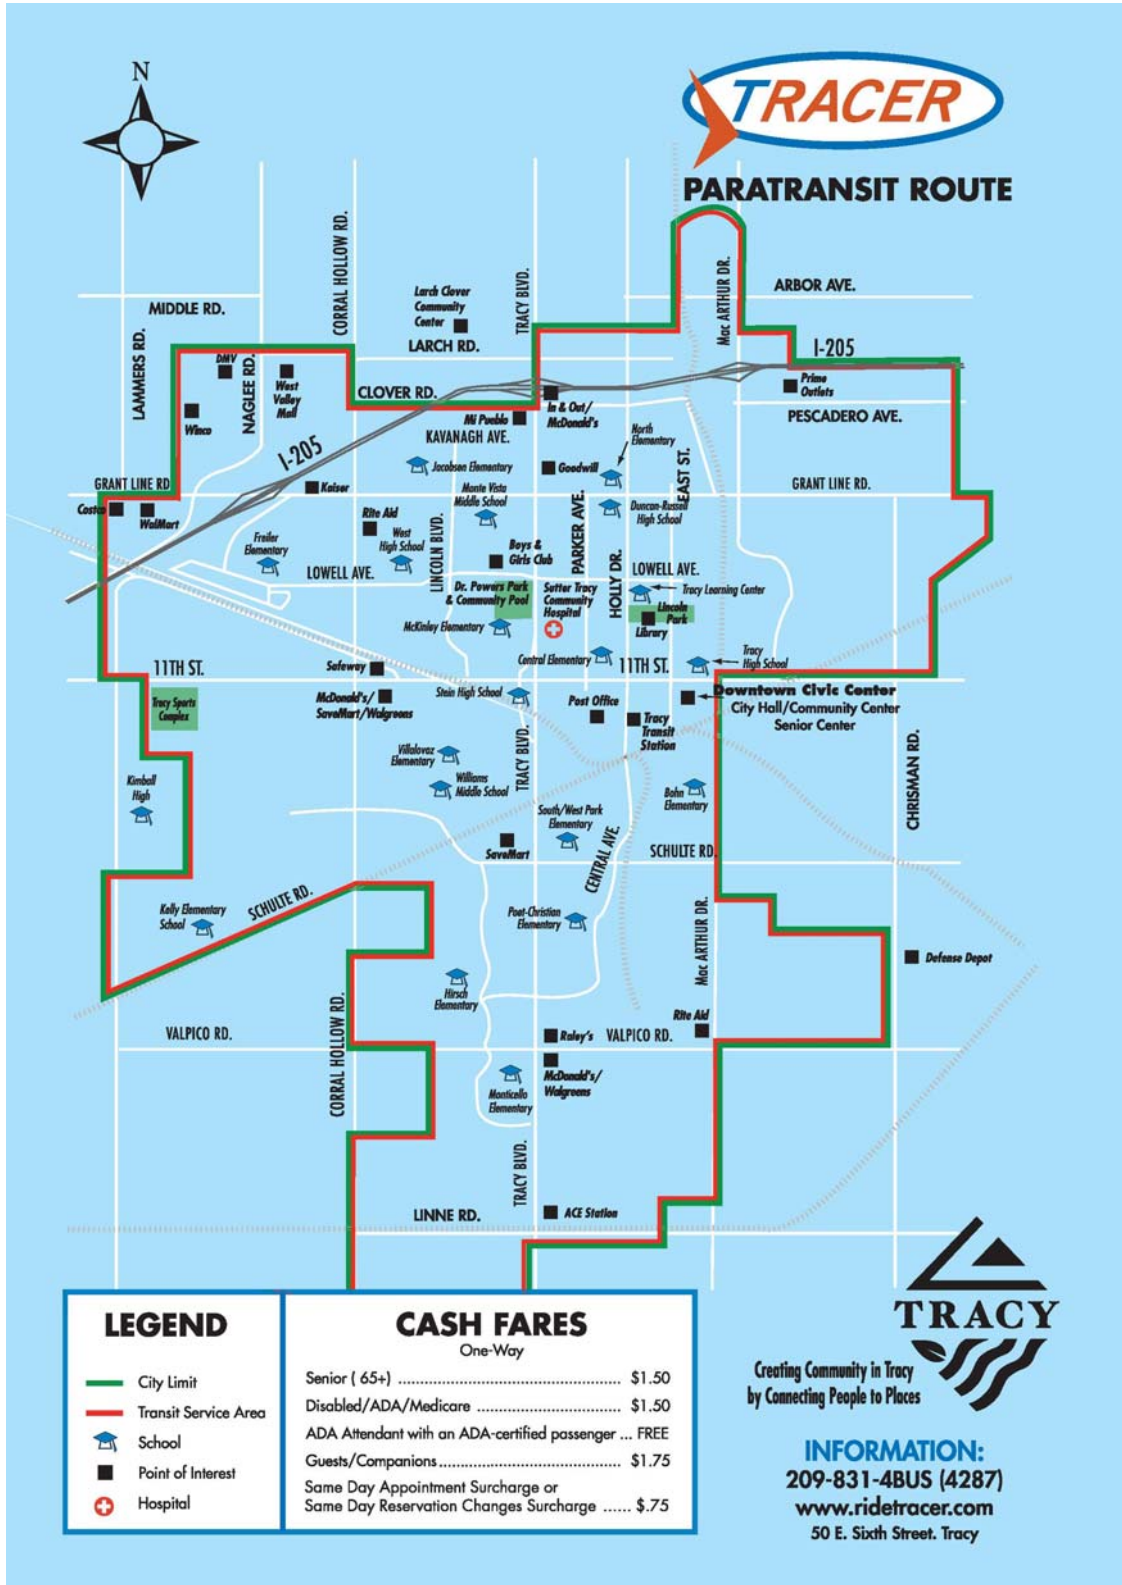 N
TRACER
PARATRANSIT ROUTE
CORRAL HOLLOW RD.
TRACY BLVD.
Mac ARTHUR DR.
ARBOR AVE.
MIDDLE RD.
LAMMERS RD.
NAGLEE RD.
Larch Clover
Community
Center
LARCH RD.
I-205
DMV
West
Valley
Mall
CLOVER RD.
Prime
Outlets
PESCADERO AVE.
Winco
Mi Pueblo
In & Out/
McDonald's
KAVANAGH AVE.
North
Elementary
I-205
Jacobson Elementary
Goodwill
EAST ST.
GRANT LINE RD
Kaiser
Monte Vista
Middle School
GRANT LINE RD.
Costco
WalMart
Rite Aid
West
High School
LINCOLN BLVD.
PARKER AVE.
Duncan-Russell
High School
Freiler
Elementary
Boys &
Girls Club
HOLLY DR.
LOWELL AVE.
LOWELL AVE.
Dr. Powers Park
& Community Pool
Sutter Tracy
Community
Hospital
Tracy Learning Center
Lincoln
Park
Library
McKinley Elementary
Central Elementary
11TH ST.
11TH ST.
Tracy
High School
Safeway
Tracy Sports
Complex
McDonald's/
SaveMart/Walgreens
Stein High School
Post Office
Tracy
Transit
Station
Downtown Civic Center
City Hall/Community Center
Senior Center
Villalovoz
Elementary
TRACY BLVD.
CHRISMAN RD.
Kimball
High
Williams
Middle School
Bohn
Elementary
South/West Park
Elementary
SaveMart
CENTRAL AVE.
SCHULTE RD.
SCHULTE RD.
Kelly Elementary
School
Poet-Christian
Elementary
Mac ARTHUR DR.
Defense Depot
Hirsch
Elementary
CORRAL HOLLOW RD.
VALPICO RD.
Raley's
VALPICO RD.
Rite Aid
McDonald's/
Walgreens
Monticello
Elementary
TRACY BLVD.
LINNE RD.
ACE Station
LEGEND
City Limit
Transit Service Area
School
Point of Interest
Hospital
CASH FARES
One-Way
Senior ( 65+) ........................................ $1.50
Disabled/ADA/Medicare ......................... $1.50
ADA Attendant with an ADA-certified passenger ... FREE
Guests/Companions................................ $1.75
Same Day Appointment Surcharge or
Same Day Reservation Changes Surcharge ...... $.75
TRACY
Creating Community in Tracy
by Connecting People to Places
INFORMATION:
209-831-4BUS (4287)
www.ridetracer.com
50 E. Sixth Street. Tracy